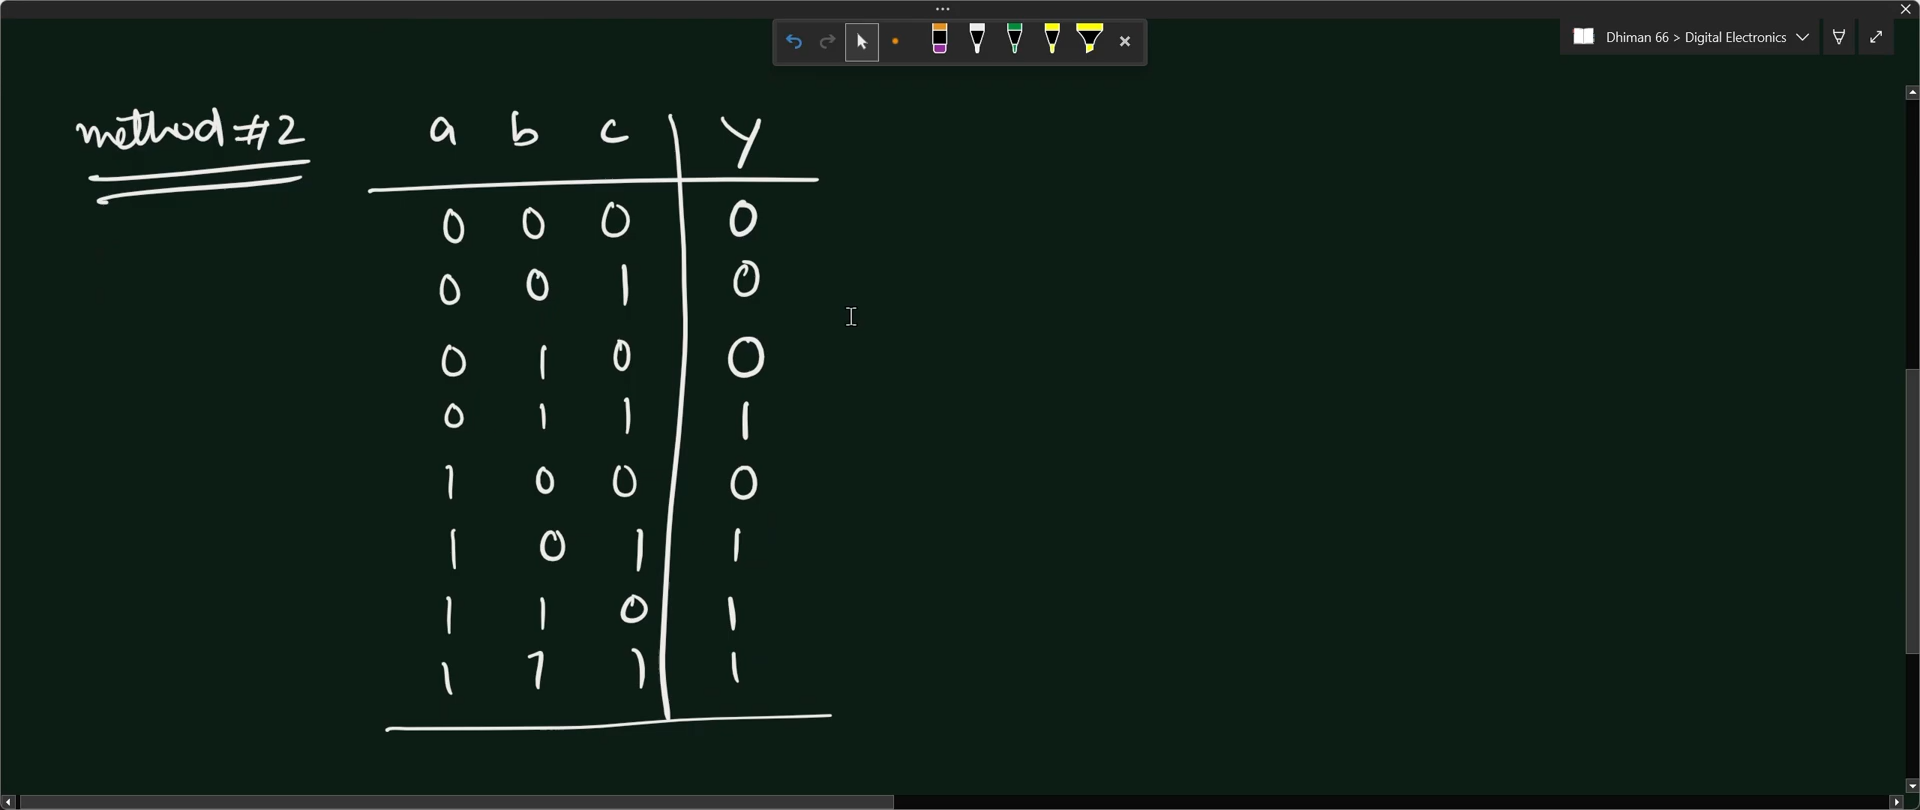 Dhiman 66 > Digital Electronics
method #2 a b c y
0 0 0 0
0 0 1 0
0 1 0 0
0 1 1 1
1 0 0 0
1 0 1 1
1 1 0 1
1 1 1 1